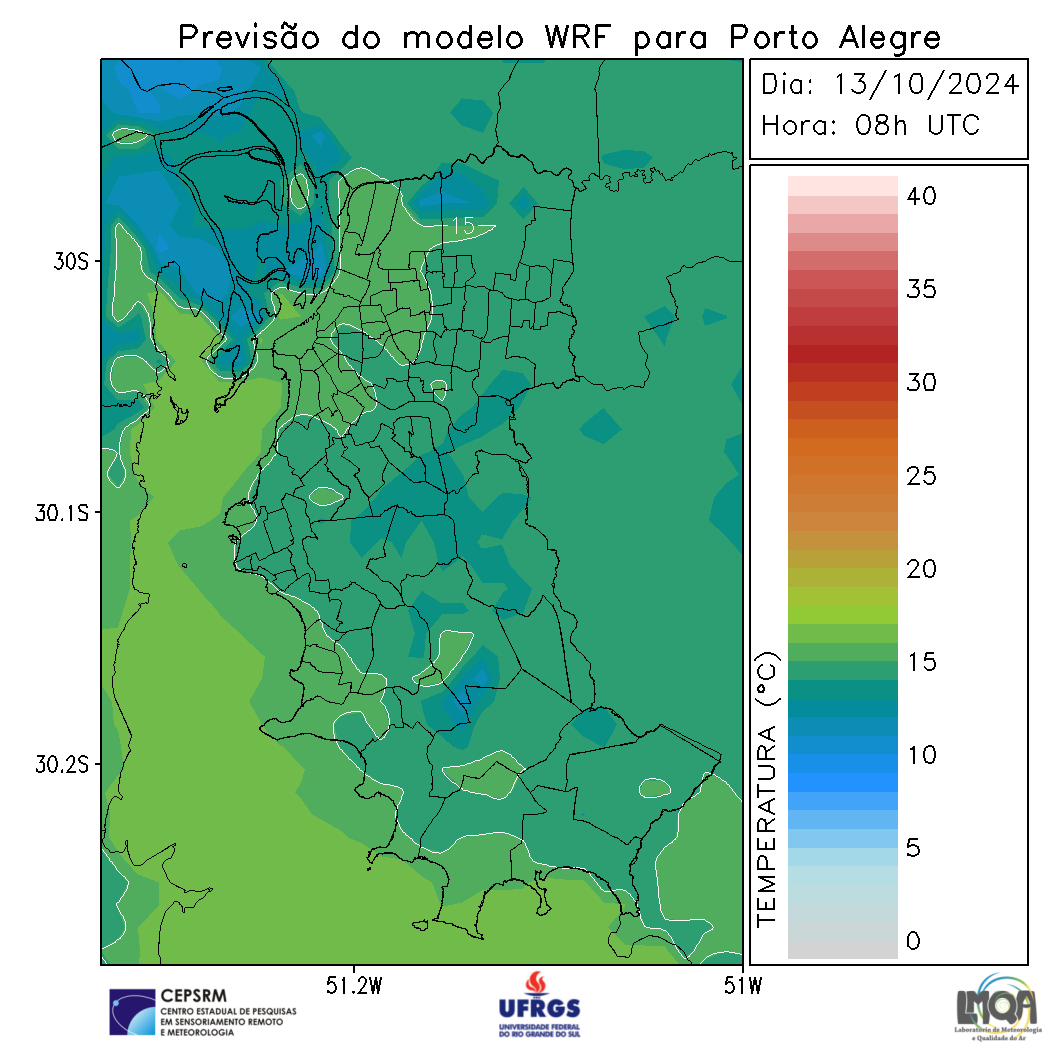 Previsão do modelo WRF para Porto Alegre
Dia: 13/10/2024
Hora: 08h UTC
40
35
30
25
20
15
10
5
0
TEMPERATURA (°C)
15
30S
30.1S
30.2S
51.2W
51W
CEPSRM
CENTRO ESTADUAL DE PESQUISAS
EM SENSORIAMENTO REMOTO
E METEOROLOGIA
UFRGS
UNIVERSIDADE FEDERAL
DO RIO GRANDE DO SUL
LMQA
Laboratório de Meteorologia
e Qualidade do Ar